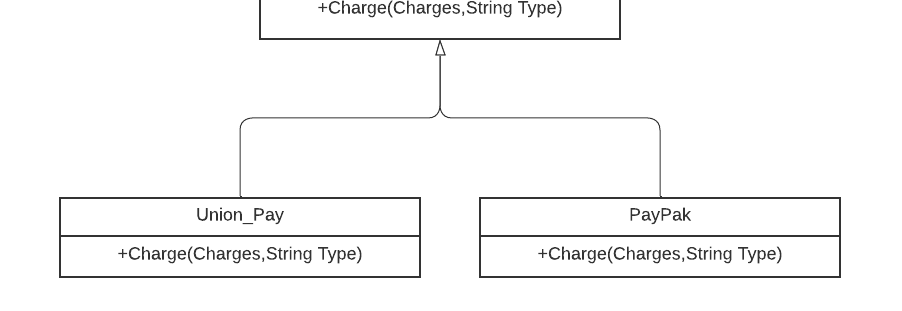 +Charge(Charges,String Type)
Union_Pay
PayPak
+Charge(Charges,String Type)
+Charge(Charges,String Type)